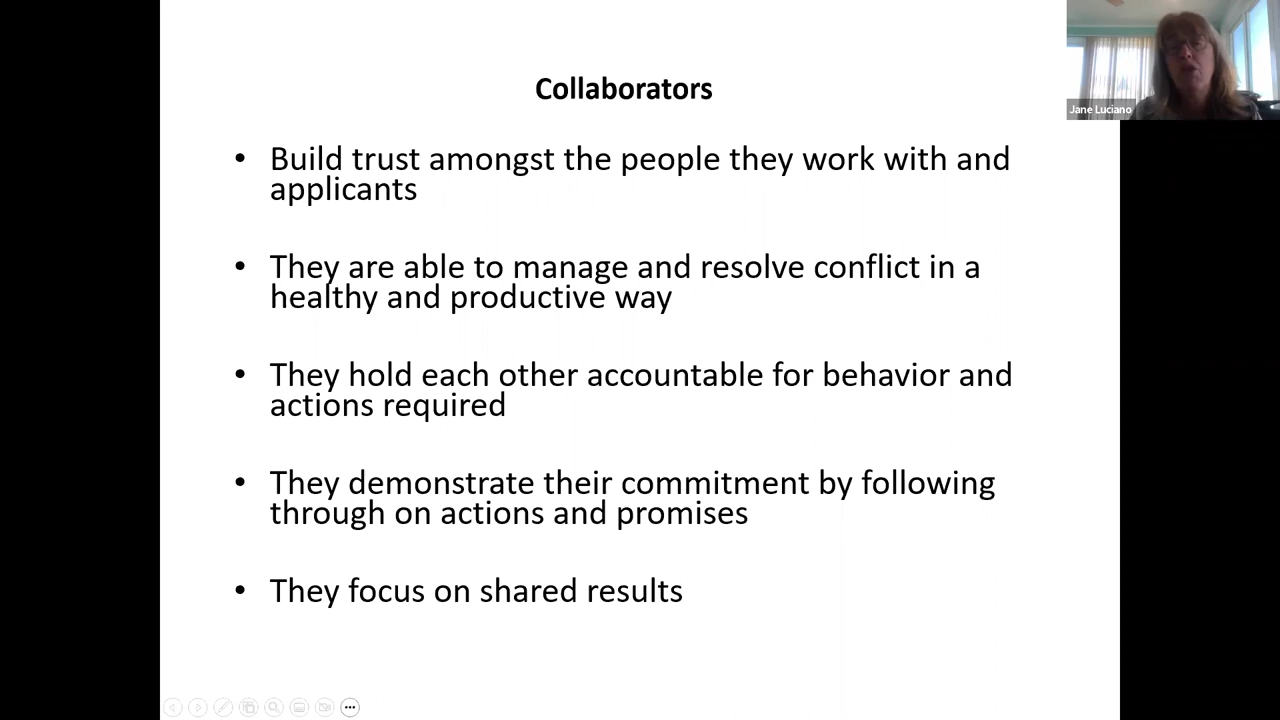 Collaborators
• Build trust amongst the people they work with and
applicants
• They are able to manage and resolve conflict in a
healthy and productive way
• They hold each other accountable for behavior and
actions required
• They demonstrate their commitment by following
through on actions and promises
• They focus on shared results
Jane Luciano